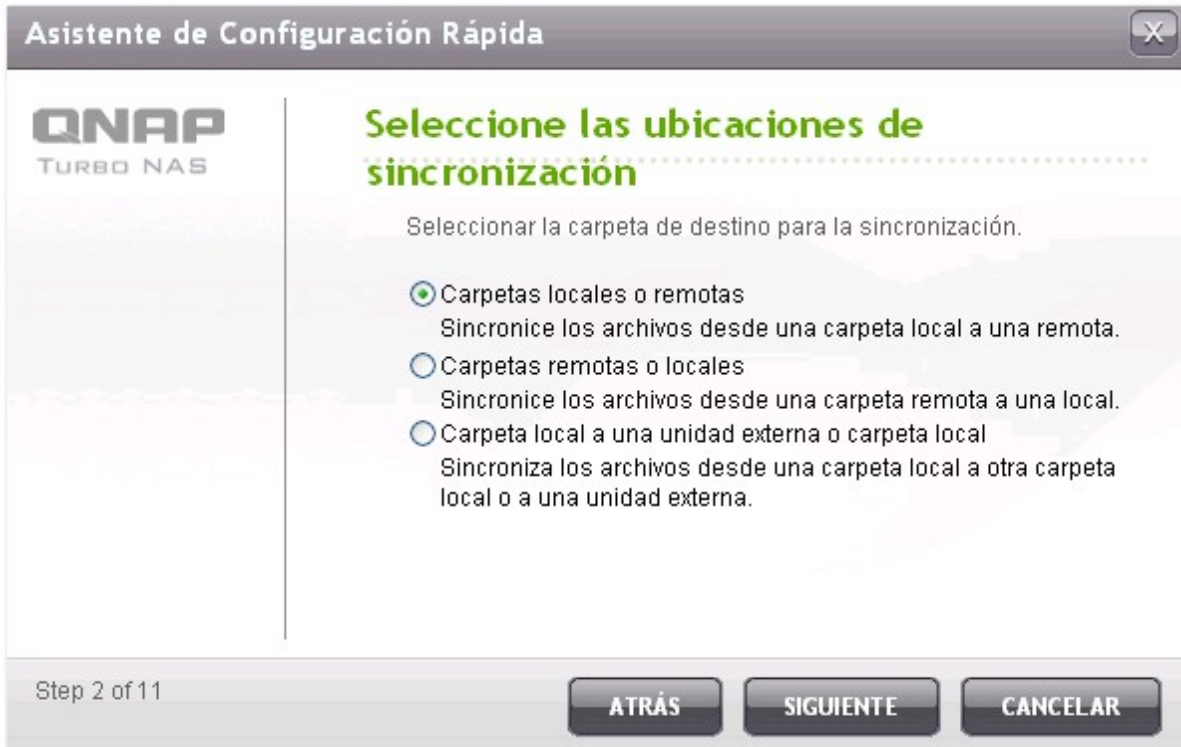 Asistente de Configuración Rápida
X
QNAP
TURBO NAS
Seleccione las ubicaciones de
sincronización
Seleccionar la carpeta de destino para la sincronización.
Carpetas locales o remotas
Sincronice los archivos desde una carpeta local a una remota.
Carpetas remotas o locales
Sincronice los archivos desde una carpeta remota a una local.
Carpeta local a una unidad externa o carpeta local
Sincroniza los archivos desde una carpeta local a otra carpeta
local o a una unidad externa.
Step 2 of 11
ATRÁS
SIGUIENTE
CANCELAR